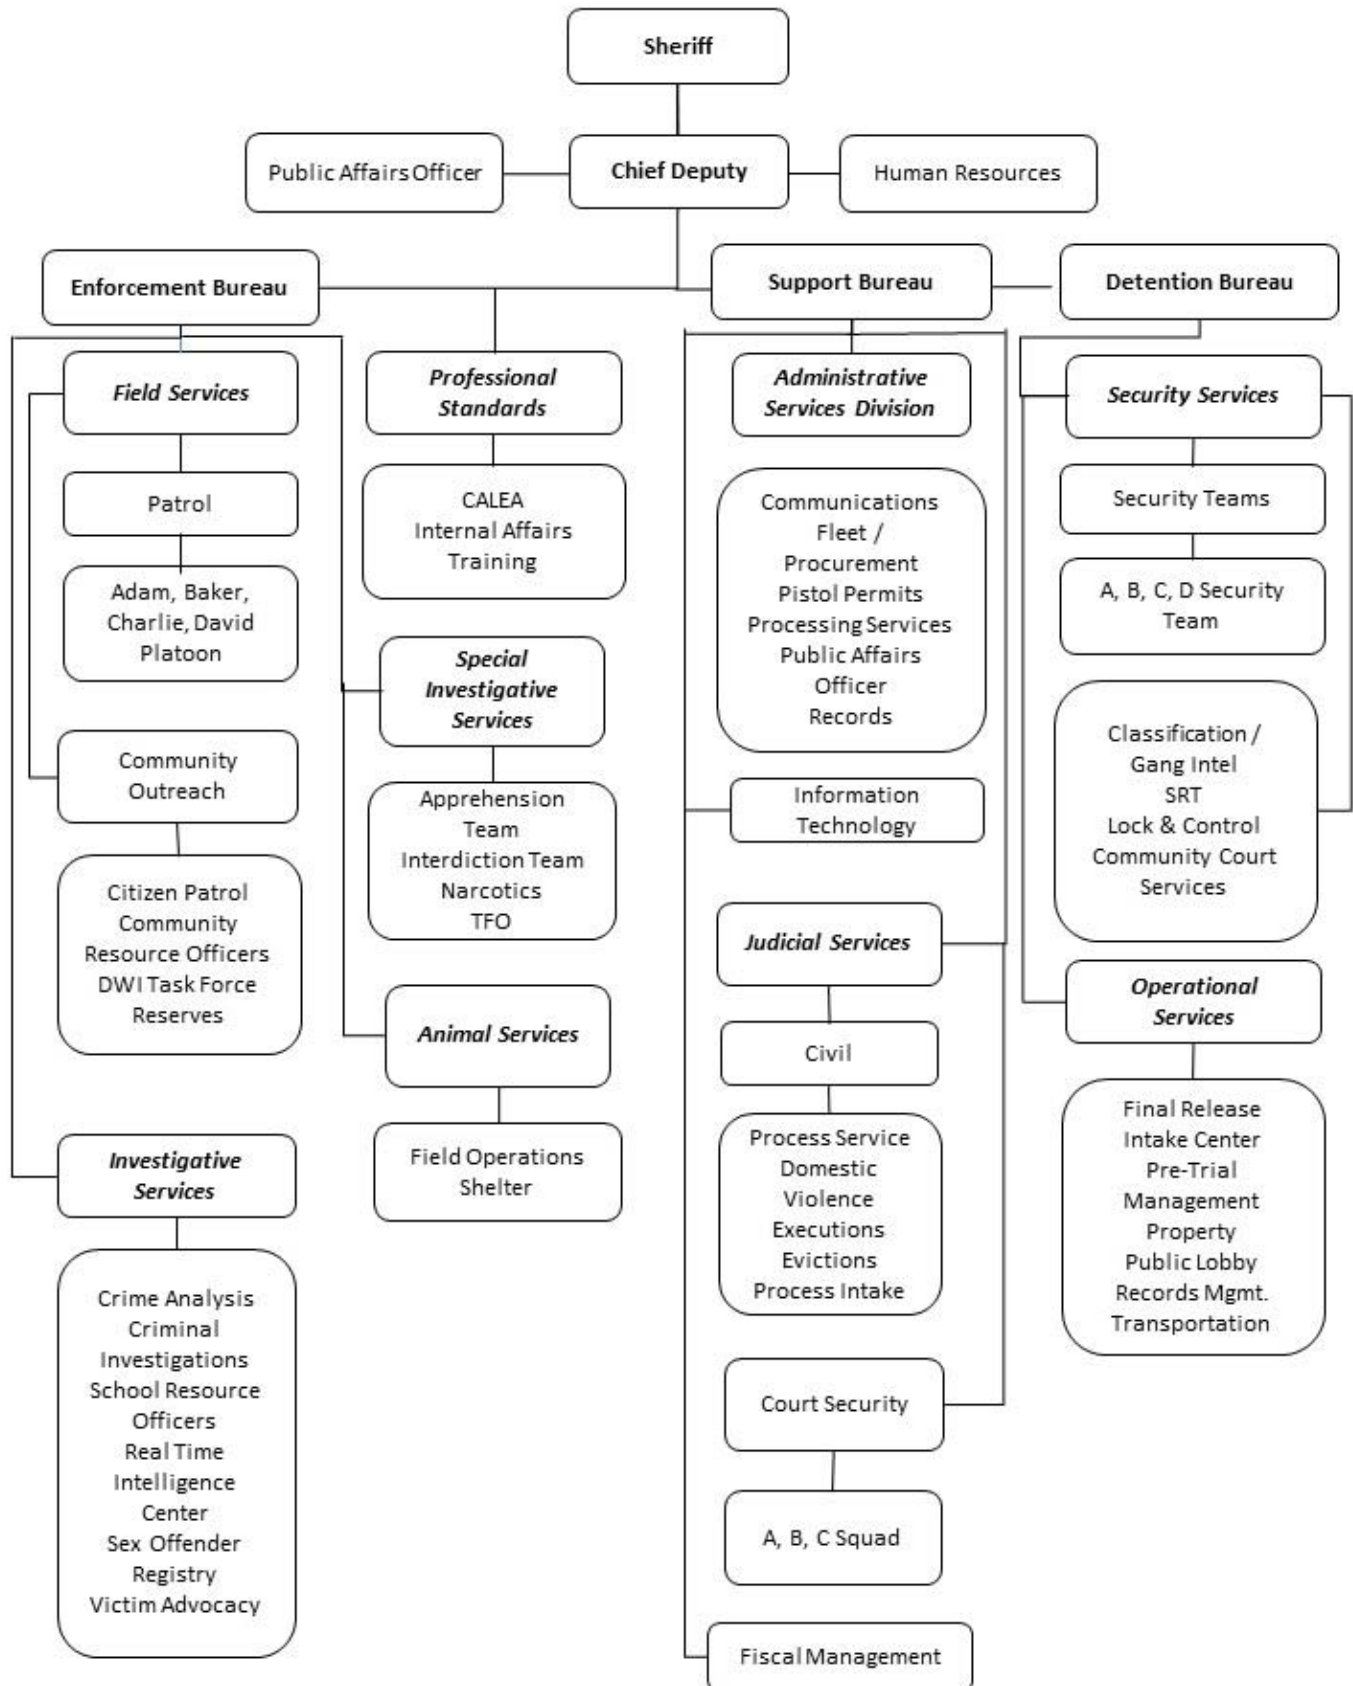 Sheriff
Public Affairs Officer
Chief Deputy
Human Resources
Enforcement Bureau
Support Bureau
Detention Bureau
Field Services
Patrol
Adam, Baker,
Charlie, David
Platoon
Community
Outreach
Citizen Patrol
Community
Resource Officers
DWI Task Force
Reserves
Investigative
Services
Crime Analysis
Criminal
Investigations
School Resource
Officers
Real Time
Intelligence
Center
Sex Offender
Registry
Victim Advocacy
Professional
Standards
CALEA
Internal Affairs
Training
Special
Investigative
Services
Apprehension
Team
Interdiction Team
Narcotics
TFO
Animal Services
Field Operations
Shelter
Administrative
Services Division
Communications
Fleet /
Procurement
Pistol Permits
Processing Services
Public Affairs
Officer
Records
Information
Technology
Judicial Services
Civil
Process Service
Domestic
Violence
Executions
Evictions
Process Intake
Court Security
A, B, C Squad
Fiscal Management
Security Services
Security Teams
A, B, C, D Security
Team
Classification /
Gang Intel
SRT
Lock & Control
Community Court
Services
Operational
Services
Final Release
Intake Center
Pre-Trial
Management
Property
Public Lobby
Records Mgmt.
Transportation